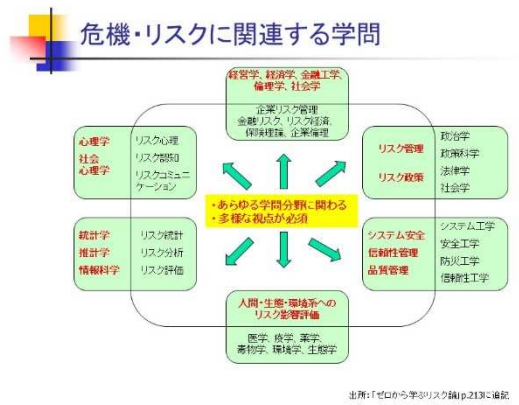 危機・リスクに関連する学問
経営学、経済学、金融工学、
倫理学、社会学
企業リスク管理
金融リスク、リスク経済、
保険理論、企業倫理
心理学
社会
心理学
リスク心理
リスク認知
リスクコミュニ
ケーション
リスク管理
リスク政策
政治学
政策科学
法律学
社会学
・あらゆる学問分野に関わる
・多様な視点が必須
統計学
推計学
情報科学
リスク統計
リスク分析
リスク評価
システム安全
信頼性管理
品質管理
システム工学
安全工学
防災工学
信頼性工学
人間・生態・環境系への
リスク影響評価
医学、疫学、薬学、
毒物学、環境学、生態学
出所:「ゼロから学ぶリスク論」p.213に追記